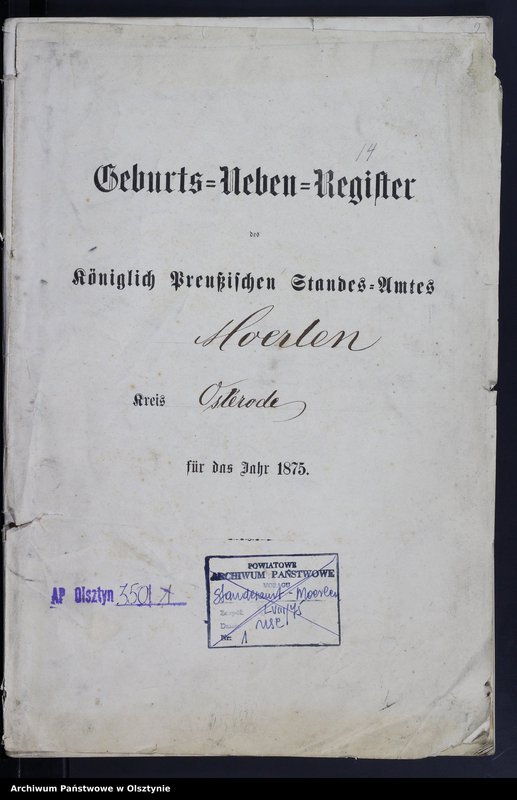 14
Geburts=Neben=Register
des
Königlich Preußischen Standes=Amtes
Moerlen
Kreis Osterode
für das Jahr 1875.
AP Olsztyn 3501
POWIATOWE
ARCHIWUM PAŃSTWOWE
Standesamt - Moerlen
Nr: 1
Archiwum Państwowe w Olsztynie